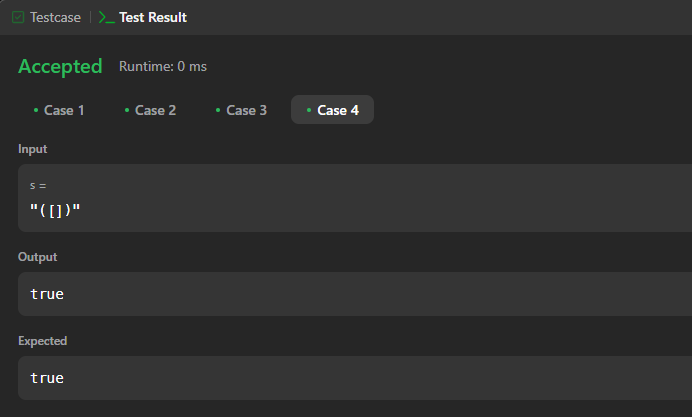 Testcase | Test Result
Accepted Runtime: 0 ms
Case 1 Case 2 Case 3 Case 4
Input
s =
"([])"
Output
true
Expected
true